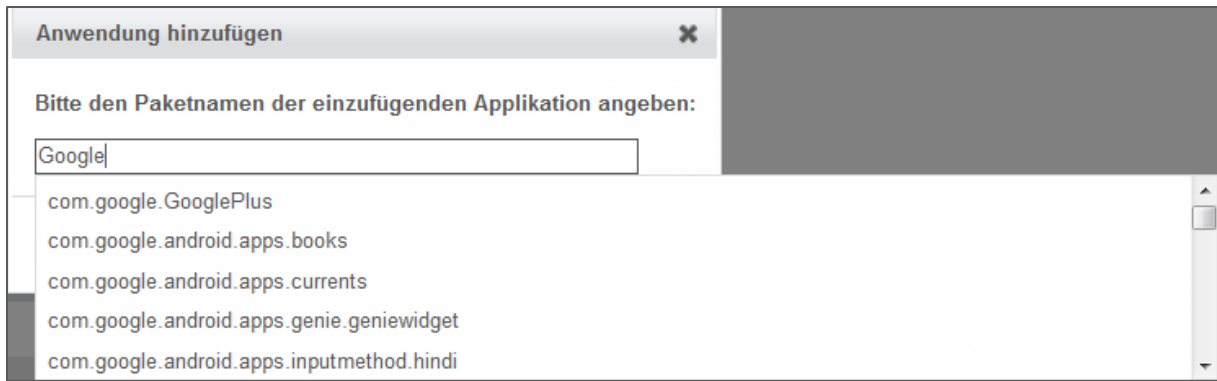 Anwendung hinzufügen
Bitte den Paketnamen der einzufügenden Applikation angeben:
Google
com.google.GooglePlus
com.google.android.apps.books
com.google.android.apps.currents
com.google.android.apps.genie.geniewidget
com.google.android.apps.inputmethod.hindi